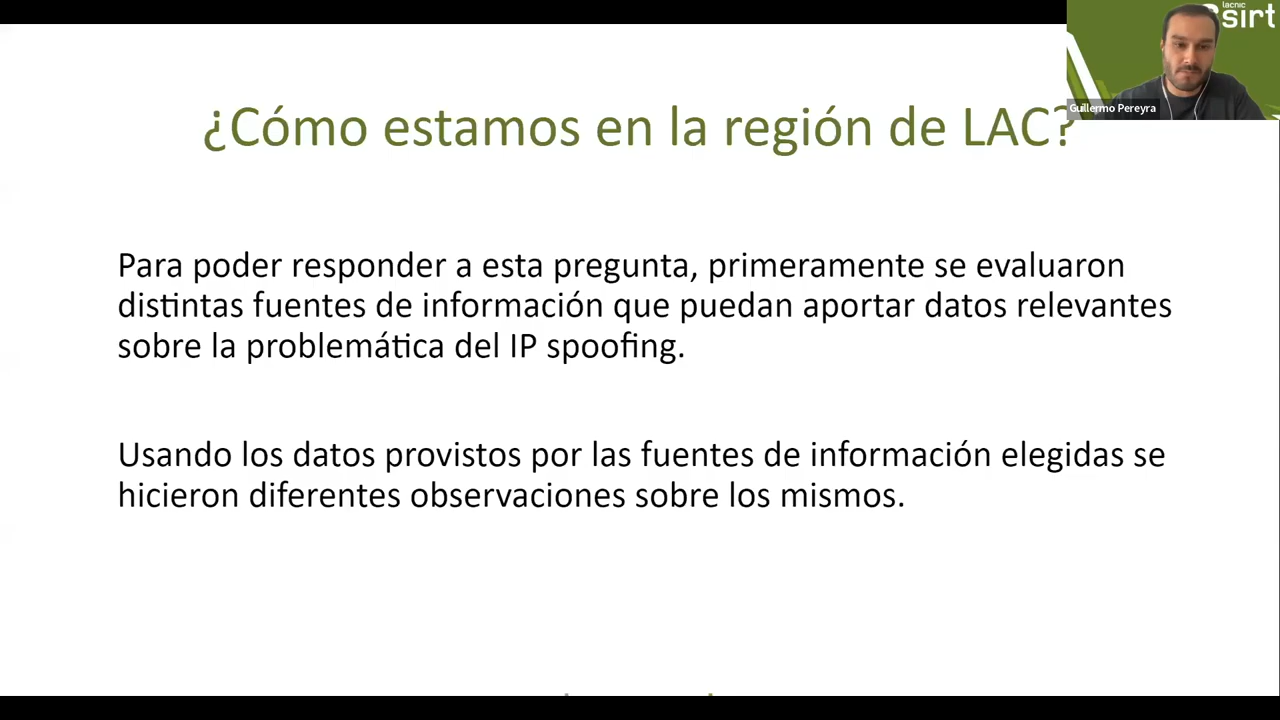 lacnic
csirt
Guillermo Pereyra
¿Cómo estamos en la región de LAC?
Para poder responder a esta pregunta, primeramente se evaluaron
distintas fuentes de información que puedan aportar datos relevantes
sobre la problemática del IP spoofing.
Usando los datos provistos por las fuentes de información elegidas se
hicieron diferentes observaciones sobre los mismos.